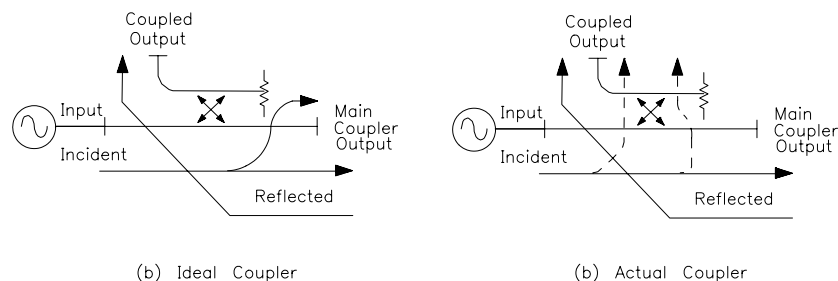 Coupled
Output
Input
Incident
Main
Coupler
Output
Reflected
(b) Ideal Coupler
Coupled
Output
Input
Incident
Main
Coupler
Output
Reflected
(b) Actual Coupler